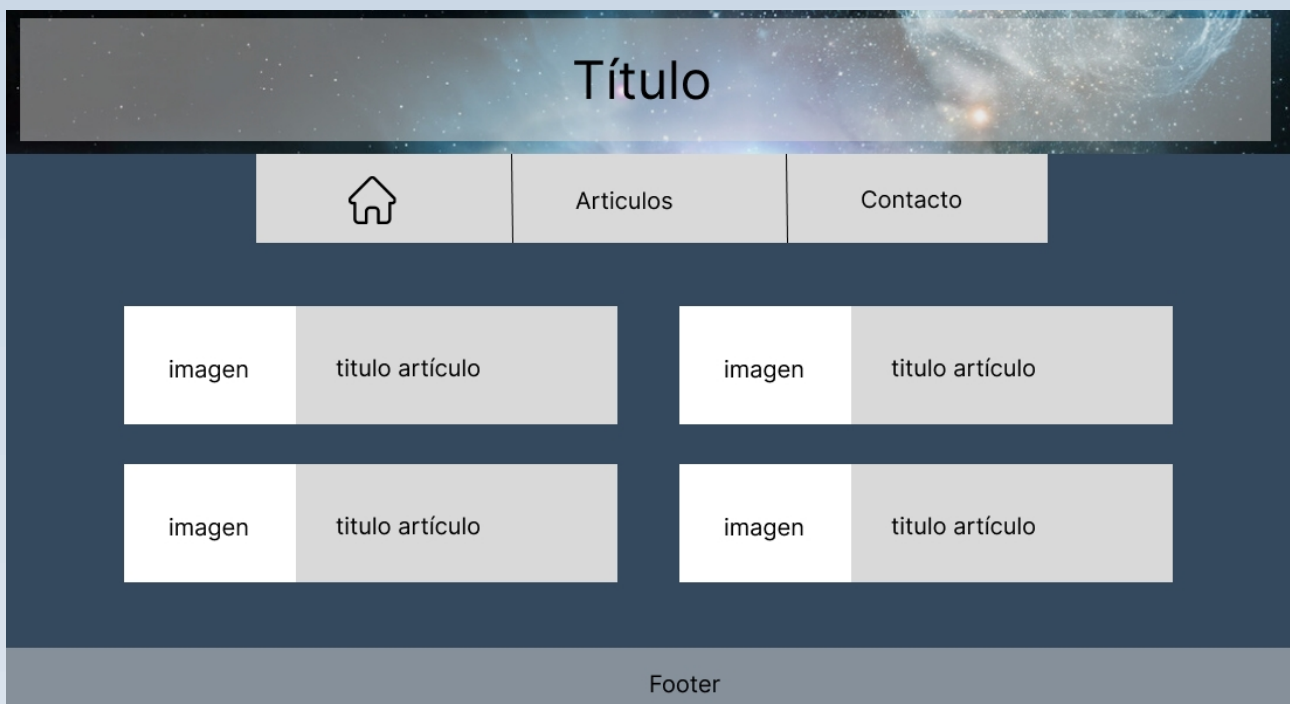 Título
Articulos
Contacto
imagen
titulo artículo
imagen
titulo artículo
imagen
titulo artículo
imagen
titulo artículo
Footer